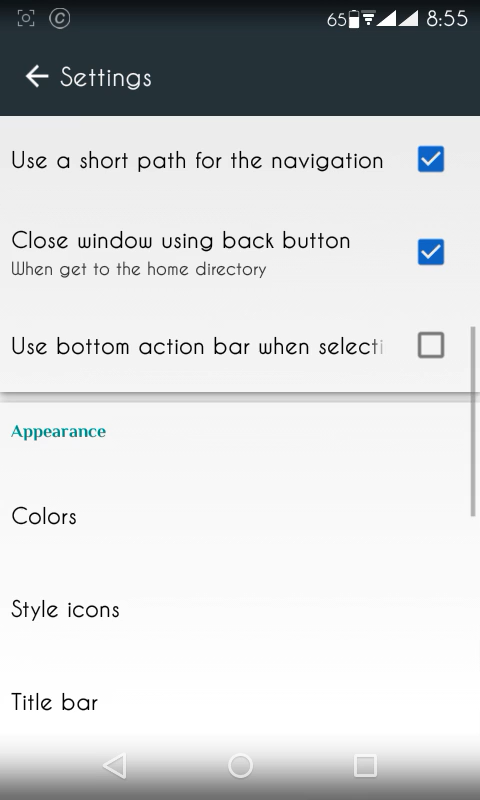 65 8:55
Settings
Use a short path for the navigation
Close window using back button
When get to the home directory
Use bottom action bar when selecti
Appearance
Colors
Style icons
Title bar